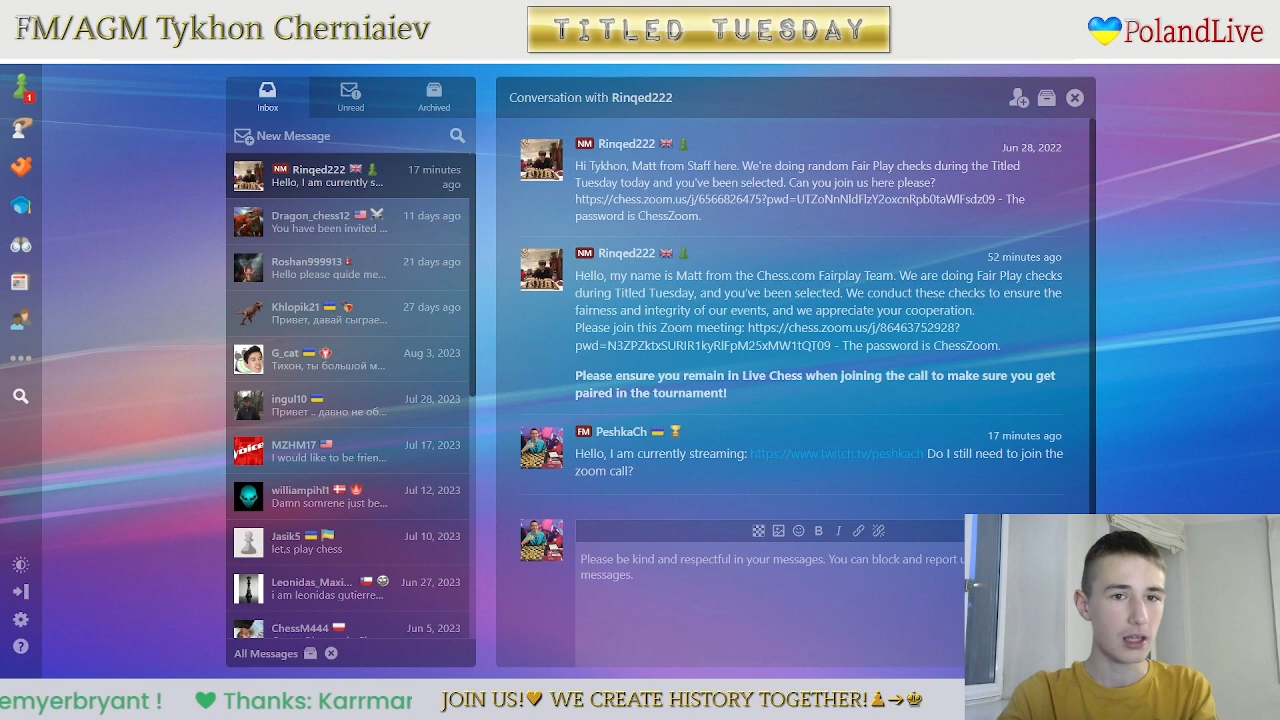 FM/AGM Tykhon Cherniaiev
TITLED TUESDAY
PolandLive
1
Inbox
Unread
Archived
New Message
NM Rinqed222
17 minutes ago
Hello, I am currently s...
Dragon_chess12
11 days ago
You have been invited ...
Roshan999913
21 days ago
Hello please quide me...
Khlopik21
27 days ago
Привет, давай сыграе...
G_cat
Aug 3, 2023
Тихон, ты большой м...
ingul10
Jul 28, 2023
Привет .. давно не об...
MZHM17
Jul 17, 2023
I would like to be frien...
williampihl1
Jul 12, 2023
Damn somrene just be...
Jasik5
Jul 10, 2023
let,s play chess
Leonidas_Maxi...
Jun 27, 2023
i am leonidas qutierre...
ChessM444
Jun 5, 2023
All Messages
Conversation with Rinqed222
NM Rinqed222
Jun 28, 2022
Hi Tykhon, Matt from Staff here. We're doing random Fair Play checks during the Titled
Tuesday today and you've been selected. Can you join us here please?
https://chess.zoom.us/j/6566826475?pwd=UTZoNnNldFlzY2oxcnRpb0taWlFsdz09 - The
password is ChessZoom.
NM Rinqed222
52 minutes ago
Hello, my name is Matt from the Chess.com Fairplay Team. We are doing Fair Play checks
during Titled Tuesday, and you've been selected. We conduct these checks to ensure the
fairness and integrity of our events, and we appreciate your cooperation.
Please join this Zoom meeting: https://chess.zoom.us/j/86463752928?
pwd=N3ZPZktxSURIR1kyRlFpM25xMW1tQT09 - The password is ChessZoom.
Please ensure you remain in Live Chess when joining the call to make sure you get
paired in the tournament!
FM PeshkaCh
17 minutes ago
Hello, I am currently streaming: https://www.twitch.tv/peshkach Do I still need to join the
zoom call?
B I
Please be kind and respectful in your messages. You can block and report u
messages.
emyerbryant !
Thanks: Karrmar
JOIN US! WE CREATE HISTORY TOGETHER!